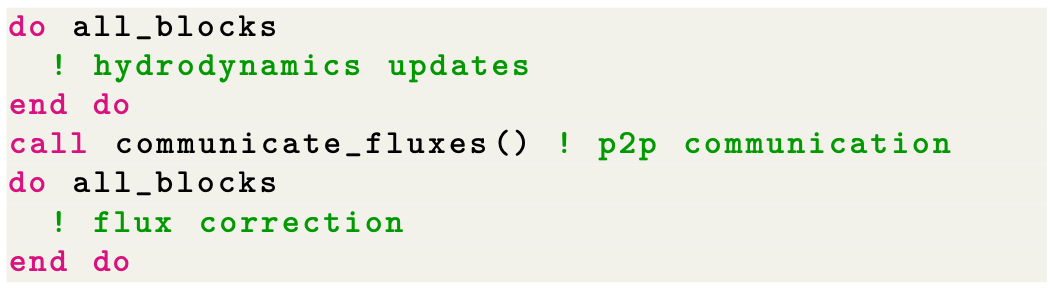 do all_blocks
  ! hydrodynamics updates
end do
call communicate_fluxes() ! p2p communication
do all_blocks
  ! flux correction
end do